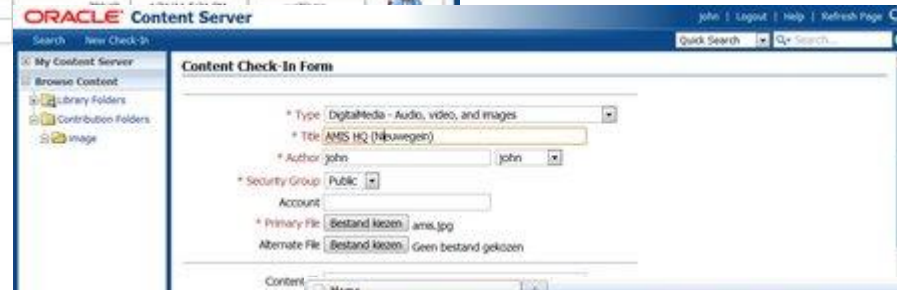 ORACLE Content Server
john | Logout | Help | Refresh Page
Search New Check-In
Quick Search Search...
My Content Server
Browse Content
Library Folders
Contribution Folders
image
Content Check-In Form
* Type DigitalMedia - Audio, video, and images
* Title AMIS HQ (Nieuwegein)
* Author john john
* Security Group Public
Account
* Primary File Bestand kiezen amis.jpg
Alternate File Bestand kiezen Geen bestand gekozen
Content